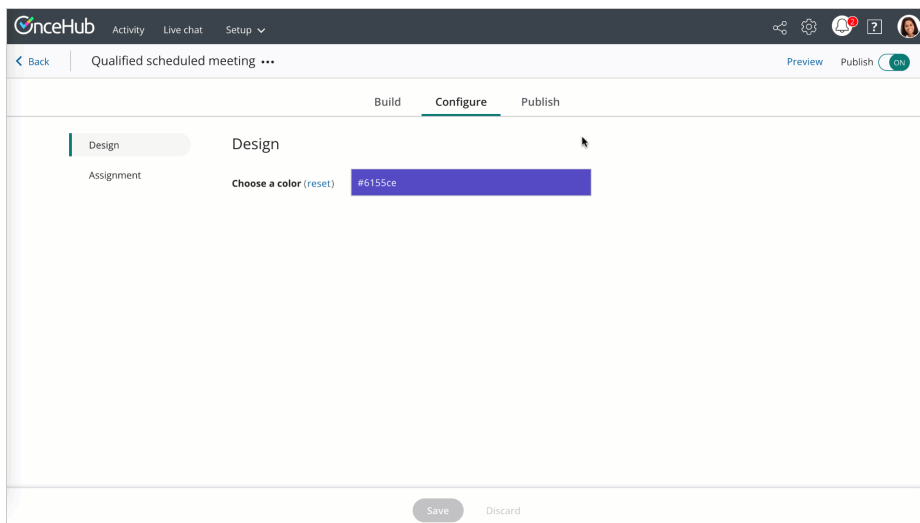 OnceHub Activity Live chat Setup 2 ?
Back Qualified scheduled meeting ••• Preview Publish ON
Build Configure Publish
Design Design
Assignment
Choose a color (reset) #6155ce
Save Discard